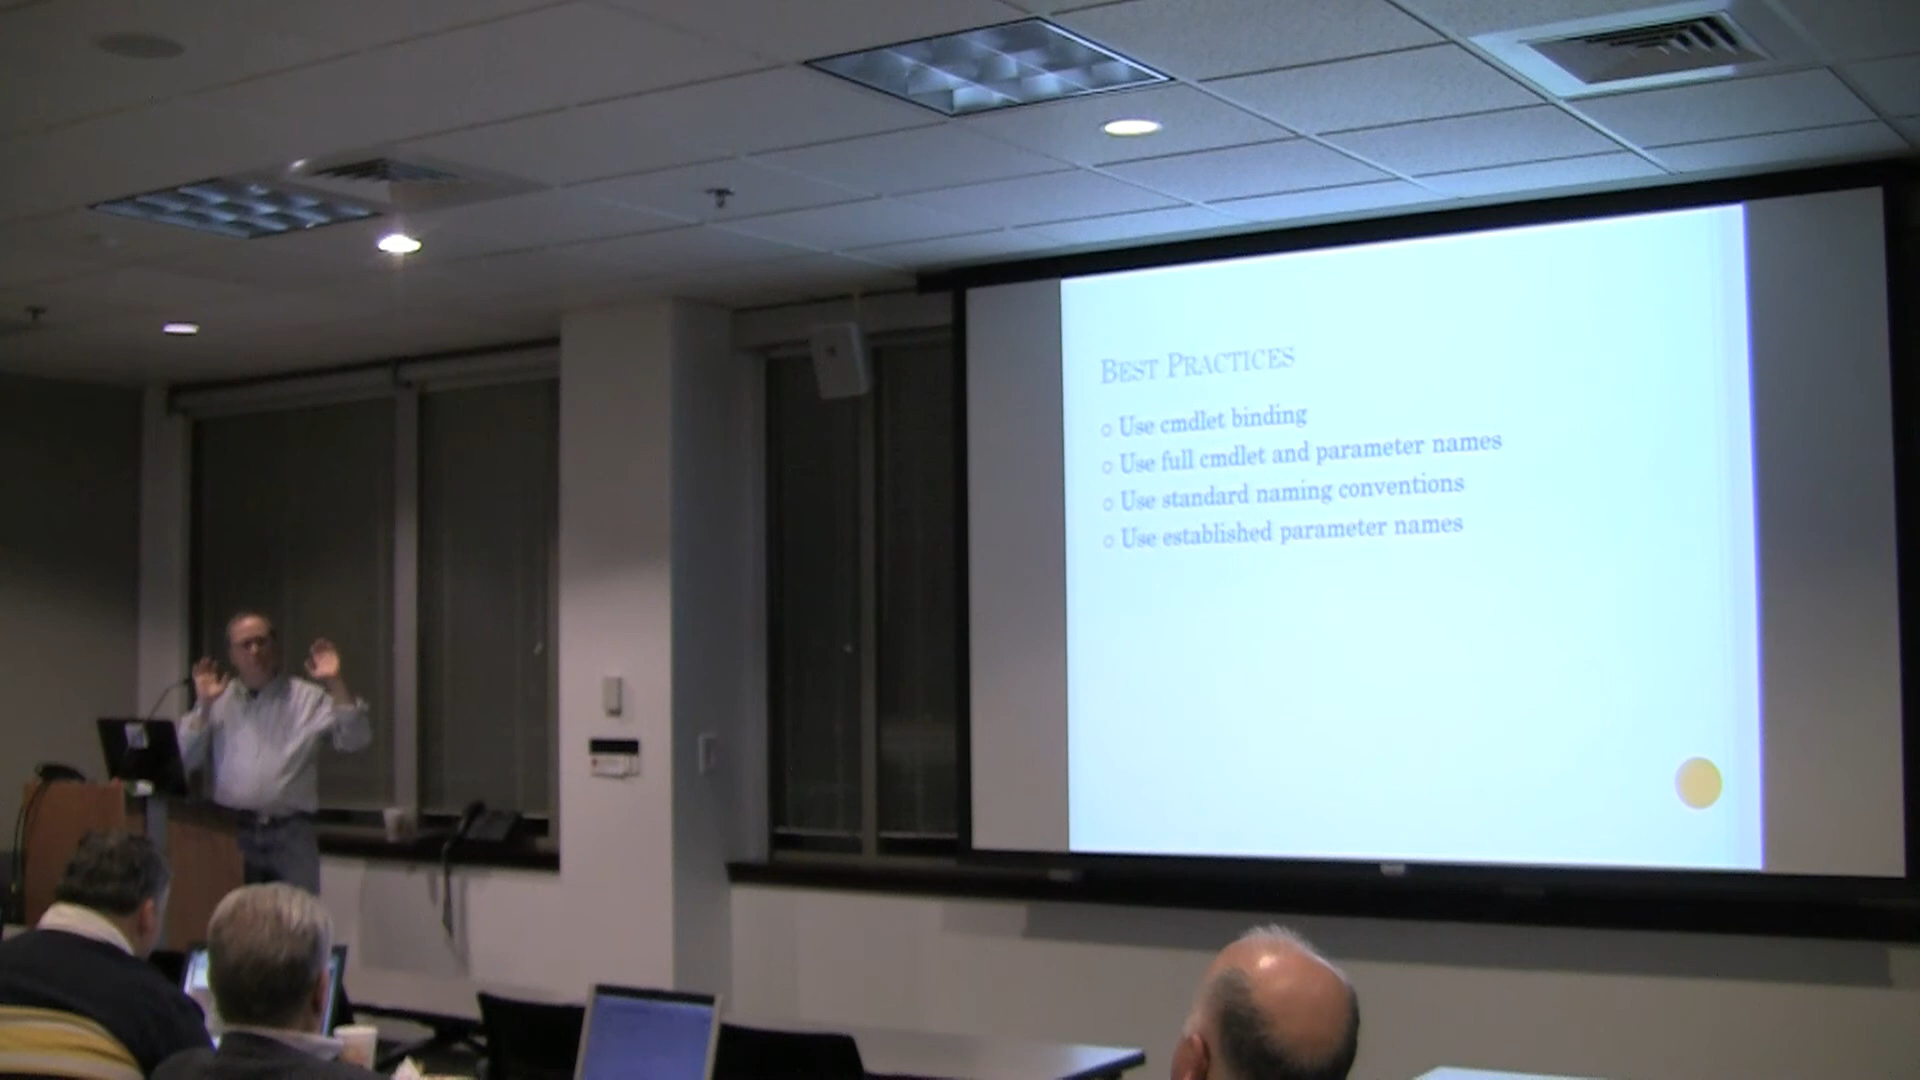 BEST PRACTICES
Use cmdlet binding
Use full cmdlet and parameter names
Use standard naming conventions
Use established parameter names